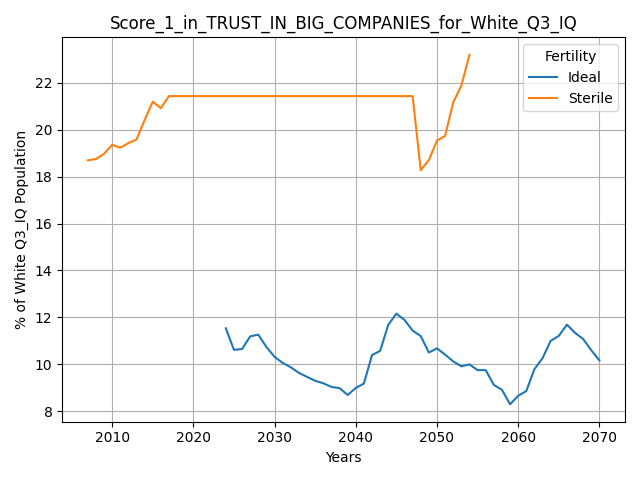 Score_1_in_TRUST_IN_BIG_COMPANIES_for_White_Q3_IQ
% of White Q3_IQ Population
22
20
18
16
14
12
10
8
Fertility
Ideal
Sterile
2010 2020 2030 2040 2050 2060 2070
Years